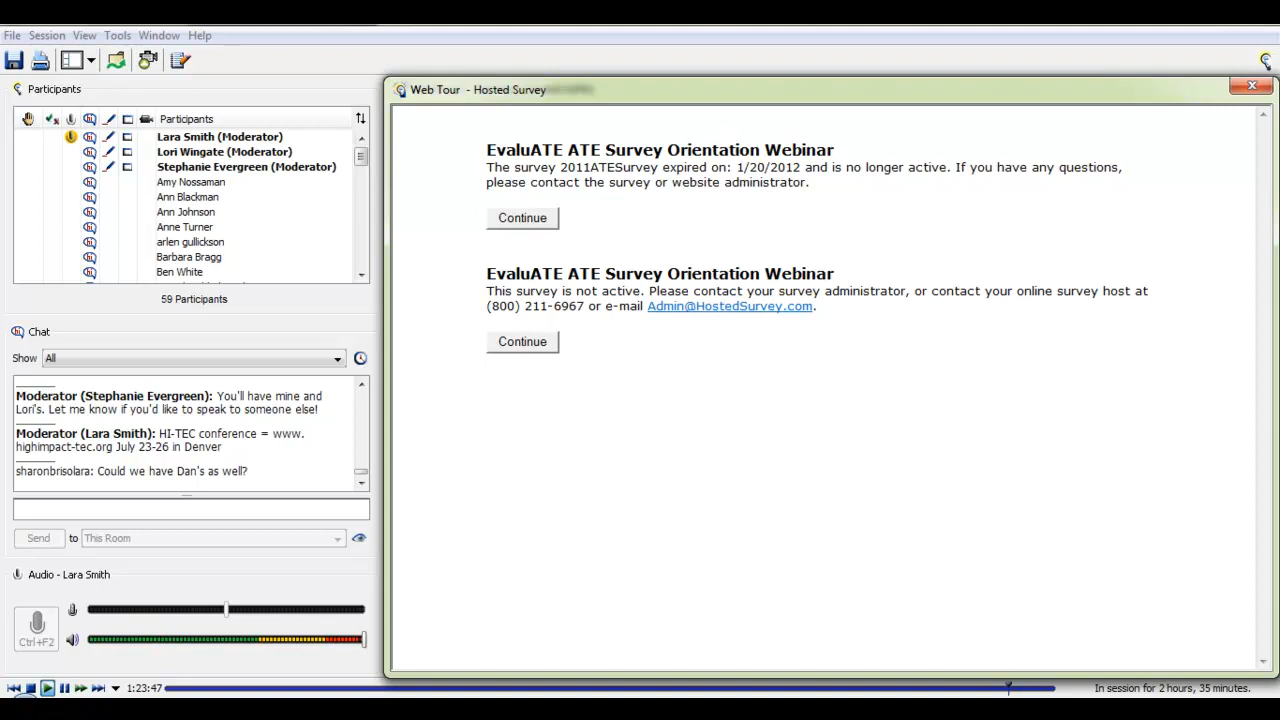 File Session View Tools Window Help
Participants
Participants
Lara Smith (Moderator)
Lori Wingate (Moderator)
Stephanie Evergreen (Moderator)
Amy Nossaman
Ann Blackman
Ann Johnson
Anne Turner
arlen gullickson
Barbara Bragg
Ben White
59 Participants
Chat
Show All
Moderator (Stephanie Evergreen): You'll have mine and
Lori's. Let me know if you'd like to speak to someone else!
Moderator (Lara Smith): HI-TEC conference = www.
highimpact-tec.org July 23-26 in Denver
sharonbrisolara: Could we have Dan's as well?
Send to This Room
Audio - Lara Smith
Ctrl+F2
Web Tour - Hosted Survey
EvaluATE ATE Survey Orientation Webinar
The survey 2011ATESurvey expired on: 1/20/2012 and is no longer active. If you have any questions,
please contact the survey or website administrator.
Continue
EvaluATE ATE Survey Orientation Webinar
This survey is not active. Please contact your survey administrator, or contact your online survey host at
(800) 211-6967 or e-mail Admin@HostedSurvey.com.
Continue
1:23:47
In session for 2 hours, 35 minutes.